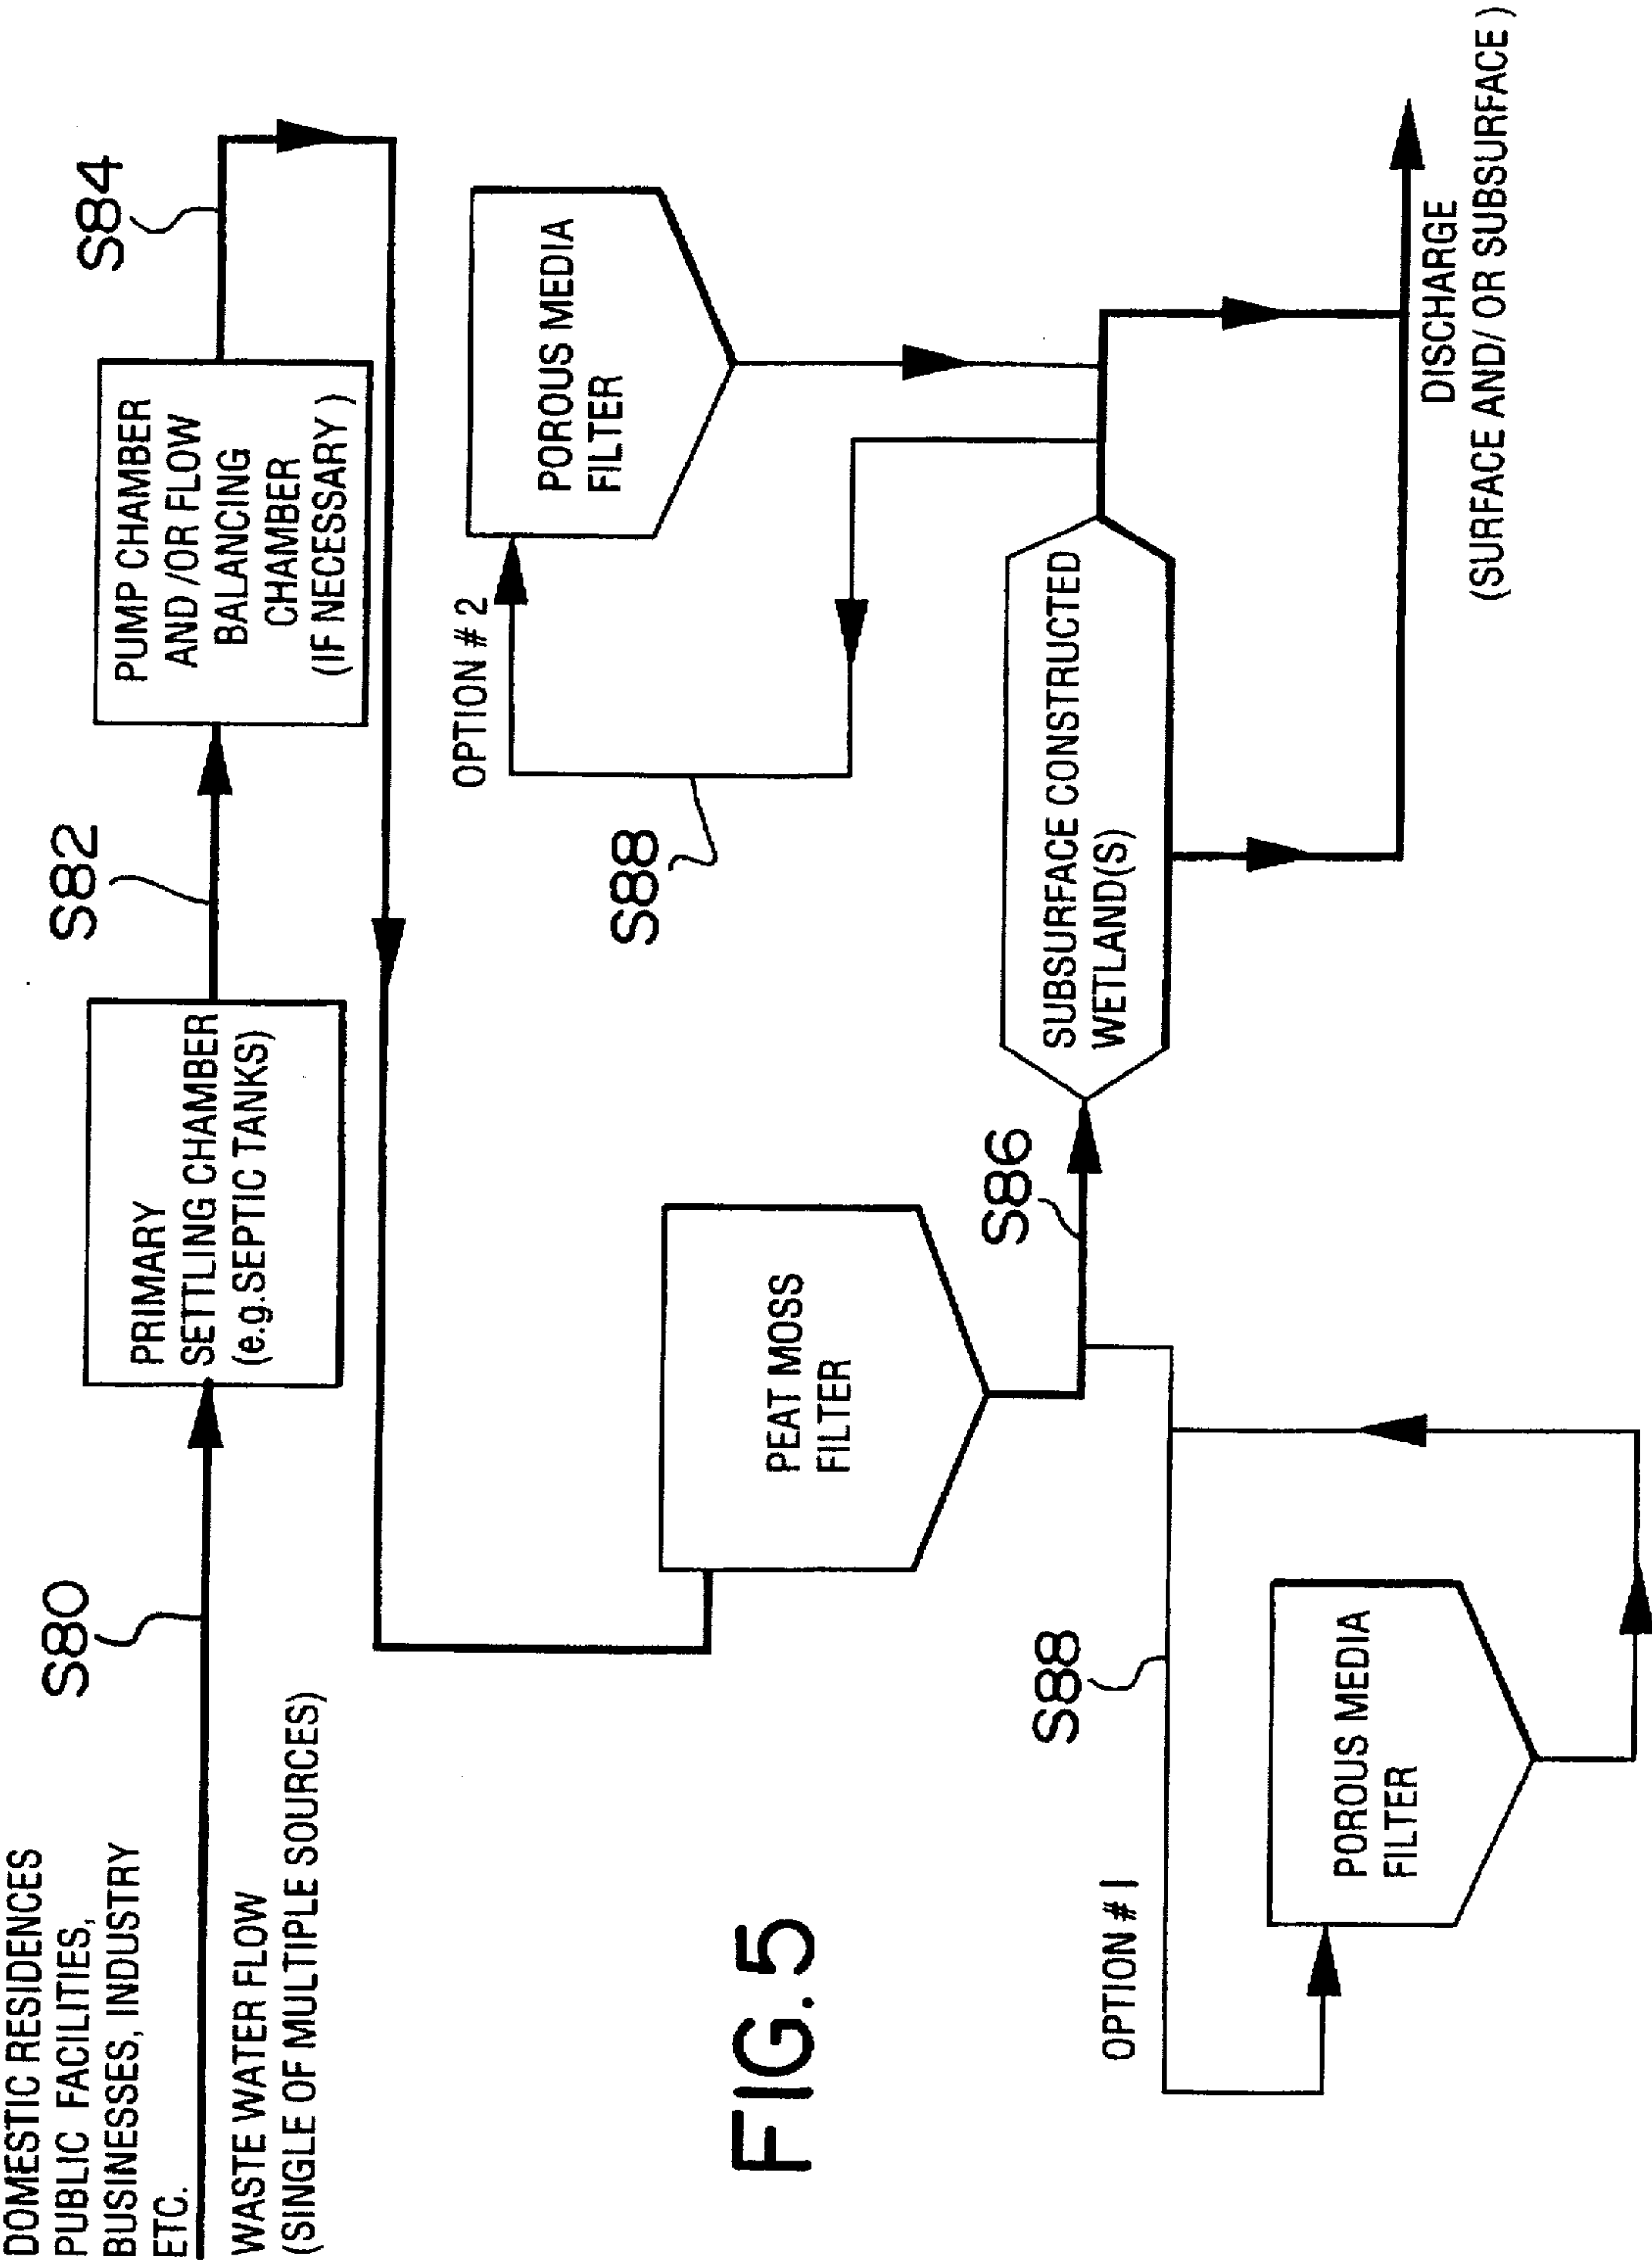 DOMESTIC RESIDENCES
PUBLIC FACILITIES,
BUSINESSES, INDUSTRY
ETC.
WASTE WATER FLOW
(SINGLE OF MULTIPLE SOURCES)
S80
PRIMARY
SETTLING CHAMBER
(e.g.SEPTIC TANKS)
S82
PUMP CHAMBER
AND /OR FLOW
BALANCING
CHAMBER
(IF NECESSARY )
S84
PEAT MOSS
FILTER
S86
OPTION # 1
S88
POROUS MEDIA
FILTER
SUBSURFACE CONSTRUCTED
WETLAND(S)
S88
OPTION # 2
POROUS MEDIA
FILTER
DISCHARGE
(SURFACE AND/ OR SUBSURFACE )
FIG. 5